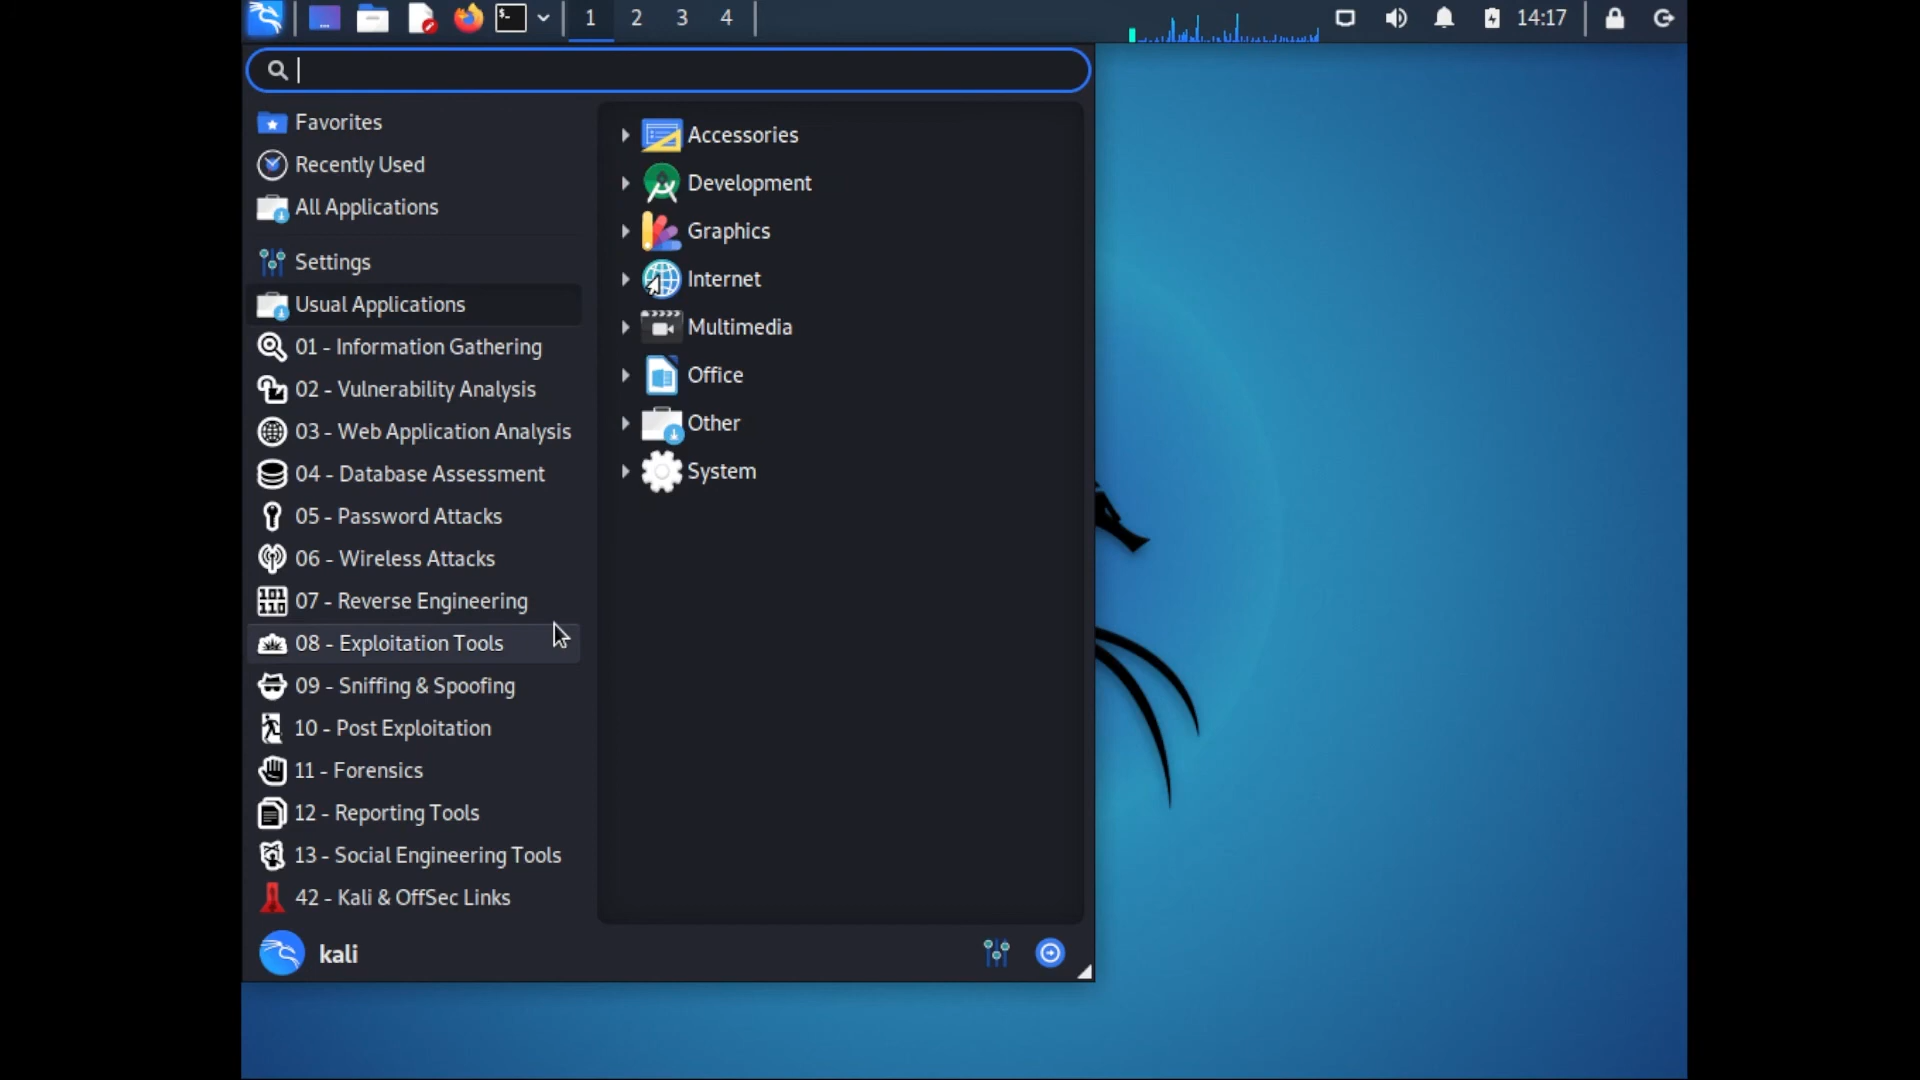 1 2 3 4 14:17
Favorites
Recently Used
All Applications
Settings
Usual Applications
01 - Information Gathering
02 - Vulnerability Analysis
03 - Web Application Analysis
04 - Database Assessment
05 - Password Attacks
06 - Wireless Attacks
07 - Reverse Engineering
08 - Exploitation Tools
09 - Sniffing & Spoofing
10 - Post Exploitation
11 - Forensics
12 - Reporting Tools
13 - Social Engineering Tools
42 - Kali & OffSec Links
Accessories
Development
Graphics
Internet
Multimedia
Office
Other
System
kali